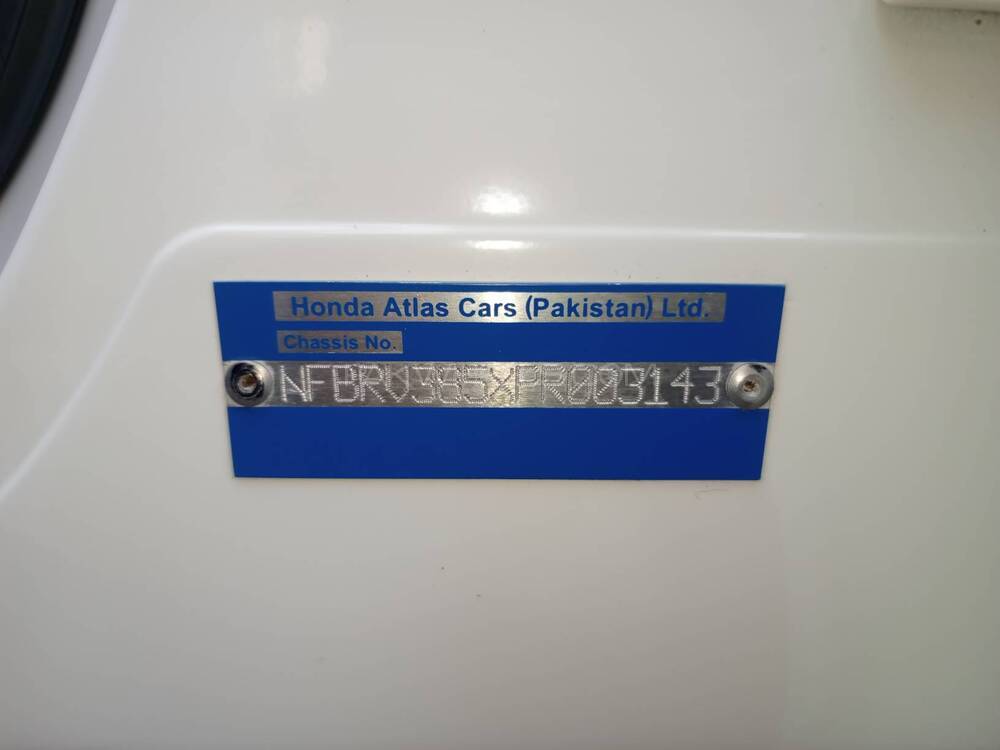 Honda Atlas Cars (Pakistan) Ltd.
Chassis No.
NFBRV385XPR003143